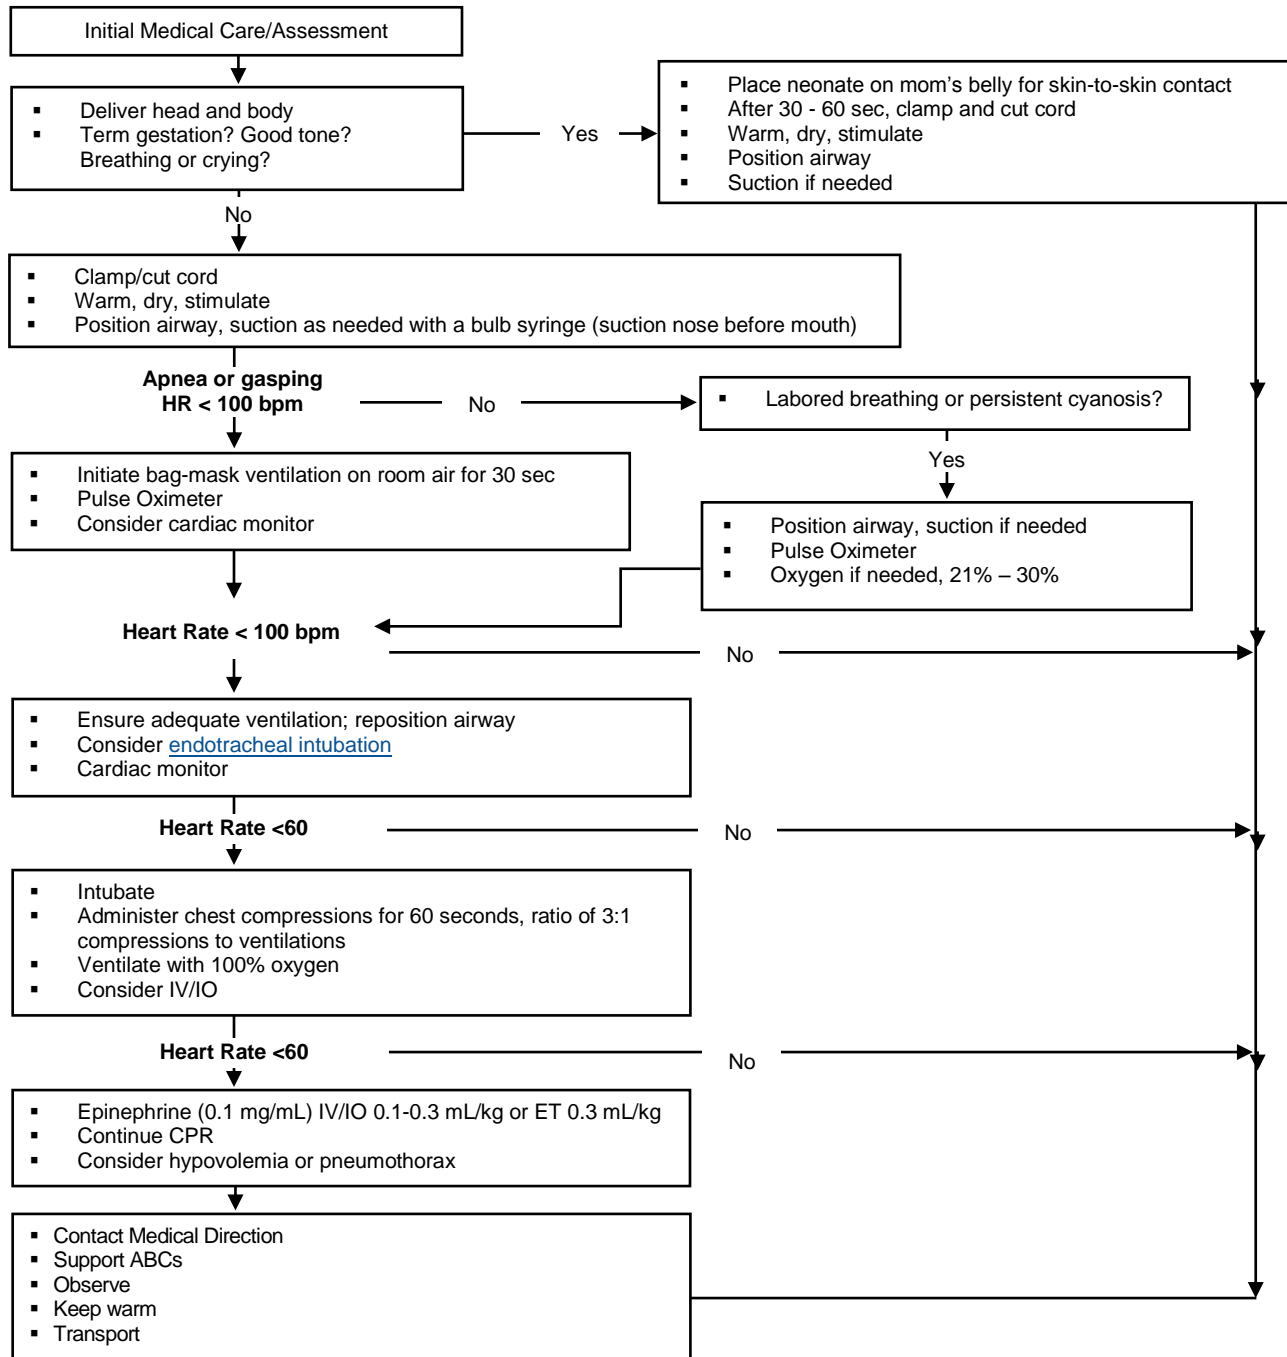 Initial Medical Care/Assessment
▪ Deliver head and body
▪ Term gestation? Good tone?
Breathing or crying?
Yes
▪ Place neonate on mom’s belly for skin-to-skin contact
▪ After 30 - 60 sec, clamp and cut cord
▪ Warm, dry, stimulate
▪ Position airway
▪ Suction if needed
No
▪ Clamp/cut cord
▪ Warm, dry, stimulate
▪ Position airway, suction as needed with a bulb syringe (suction nose before mouth)
Apnea or gasping
HR < 100 bpm
No
▪ Labored breathing or persistent cyanosis?
Yes
▪ Initiate bag-mask ventilation on room air for 30 sec
▪ Pulse Oximeter
▪ Consider cardiac monitor
▪ Position airway, suction if needed
▪ Pulse Oximeter
▪ Oxygen if needed, 21% – 30%
Heart Rate < 100 bpm
No
▪ Ensure adequate ventilation; reposition airway
▪ Consider endotracheal intubation
▪ Cardiac monitor
Heart Rate <60
No
▪ Intubate
▪ Administer chest compressions for 60 seconds, ratio of 3:1
compressions to ventilations
▪ Ventilate with 100% oxygen
▪ Consider IV/IO
Heart Rate <60
No
▪ Epinephrine (0.1 mg/mL) IV/IO 0.1-0.3 mL/kg or ET 0.3 mL/kg
▪ Continue CPR
▪ Consider hypovolemia or pneumothorax
▪ Contact Medical Direction
▪ Support ABCs
▪ Observe
▪ Keep warm
▪ Transport